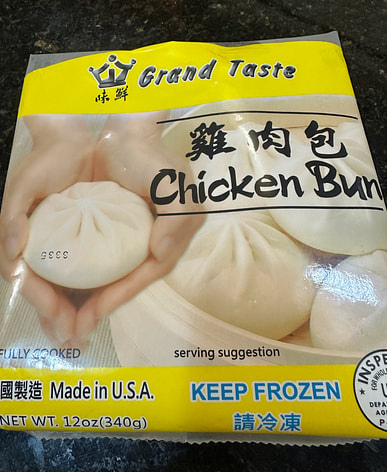 Grand Taste
味鮮
雞肉包
Chicken Bun
3335
FULLY COOKED
serving suggestion
國製造 Made in U.S.A.
KEEP FROZEN
NET WT. 12oz(340g)
請冷凍